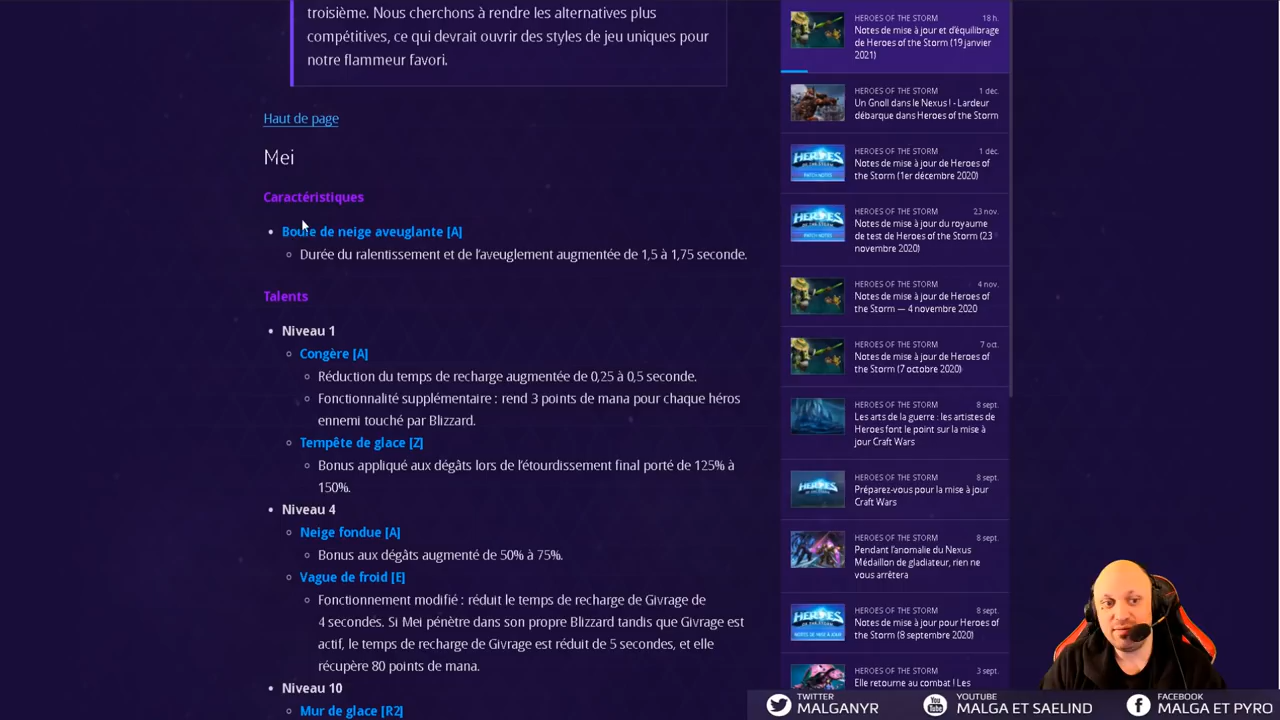 troisième. Nous cherchons à rendre les alternatives plus
compétitives, ce qui devrait ouvrir des styles de jeu uniques pour
notre flammeur favori.
Haut de page
Mei
Caractéristiques
Boule de neige aveuglante [A]
Durée du ralentissement et de l'aveuglement augmentée de 1,5 à 1,75 seconde.
Talents
Niveau 1
Congère [A]
Réduction du temps de recharge augmentée de 0,25 à 0,5 seconde.
Fonctionnalité supplémentaire : rend 3 points de mana pour chaque héros
ennemi touché par Blizzard.
Tempête de glace [Z]
Bonus appliqué aux dégâts lors de l'étourdissement final porté de 125% à
150%.
Niveau 4
Neige fondue [A]
Bonus aux dégâts augmenté de 50% à 75%.
Vague de froid [E]
Fonctionnement modifié : réduit le temps de recharge de Givrage de
4 secondes. Si Mei pénètre dans son propre Blizzard tandis que Givrage est
actif, le temps de recharge de Givrage est réduit de 5 secondes, et elle
récupère 80 points de mana.
Niveau 10
Mur de glace [R2]
HEROES OF THE STORM 18 h.
Notes de mise à jour et d'équilibrage
de Heroes of the Storm (19 janvier
2021)
HEROES OF THE STORM 1 déc.
Un Gnoll dans le Nexus ! - Lardeur
débarque dans Heroes of the Storm
HEROES OF THE STORM 1 déc.
Notes de mise à jour de Heroes of
the Storm (1er décembre 2020)
HEROES OF THE STORM 23 nov.
Notes de mise à jour du royaume
de test de Heroes of the Storm (23
novembre 2020)
HEROES OF THE STORM 4 nov.
Notes de mise à jour de Heroes of
the Storm — 4 novembre 2020
HEROES OF THE STORM 7 oct.
Notes de mise à jour de Heroes of
the Storm (7 octobre 2020)
HEROES OF THE STORM 8 sept.
Les arts de la guerre : les artistes de
Heroes font le point sur la mise à
jour Craft Wars
HEROES OF THE STORM 8 sept.
Préparez-vous pour la mise à jour
Craft Wars
HEROES OF THE STORM 8 sept.
Pendant l'anomalie du Nexus
Médaillon de gladiateur, rien ne
vous arrêtera
HEROES OF THE STORM 8 sept.
Notes de mise à jour pour Heroes of
the Storm (8 septembre 2020)
HEROES OF THE STORM 3 sept.
Elle retourne au combat ! Les
TWITTER
MALGANYR
YOUTUBE
MALGA ET SAELIND
FACEBOOK
MALGA ET PYRO